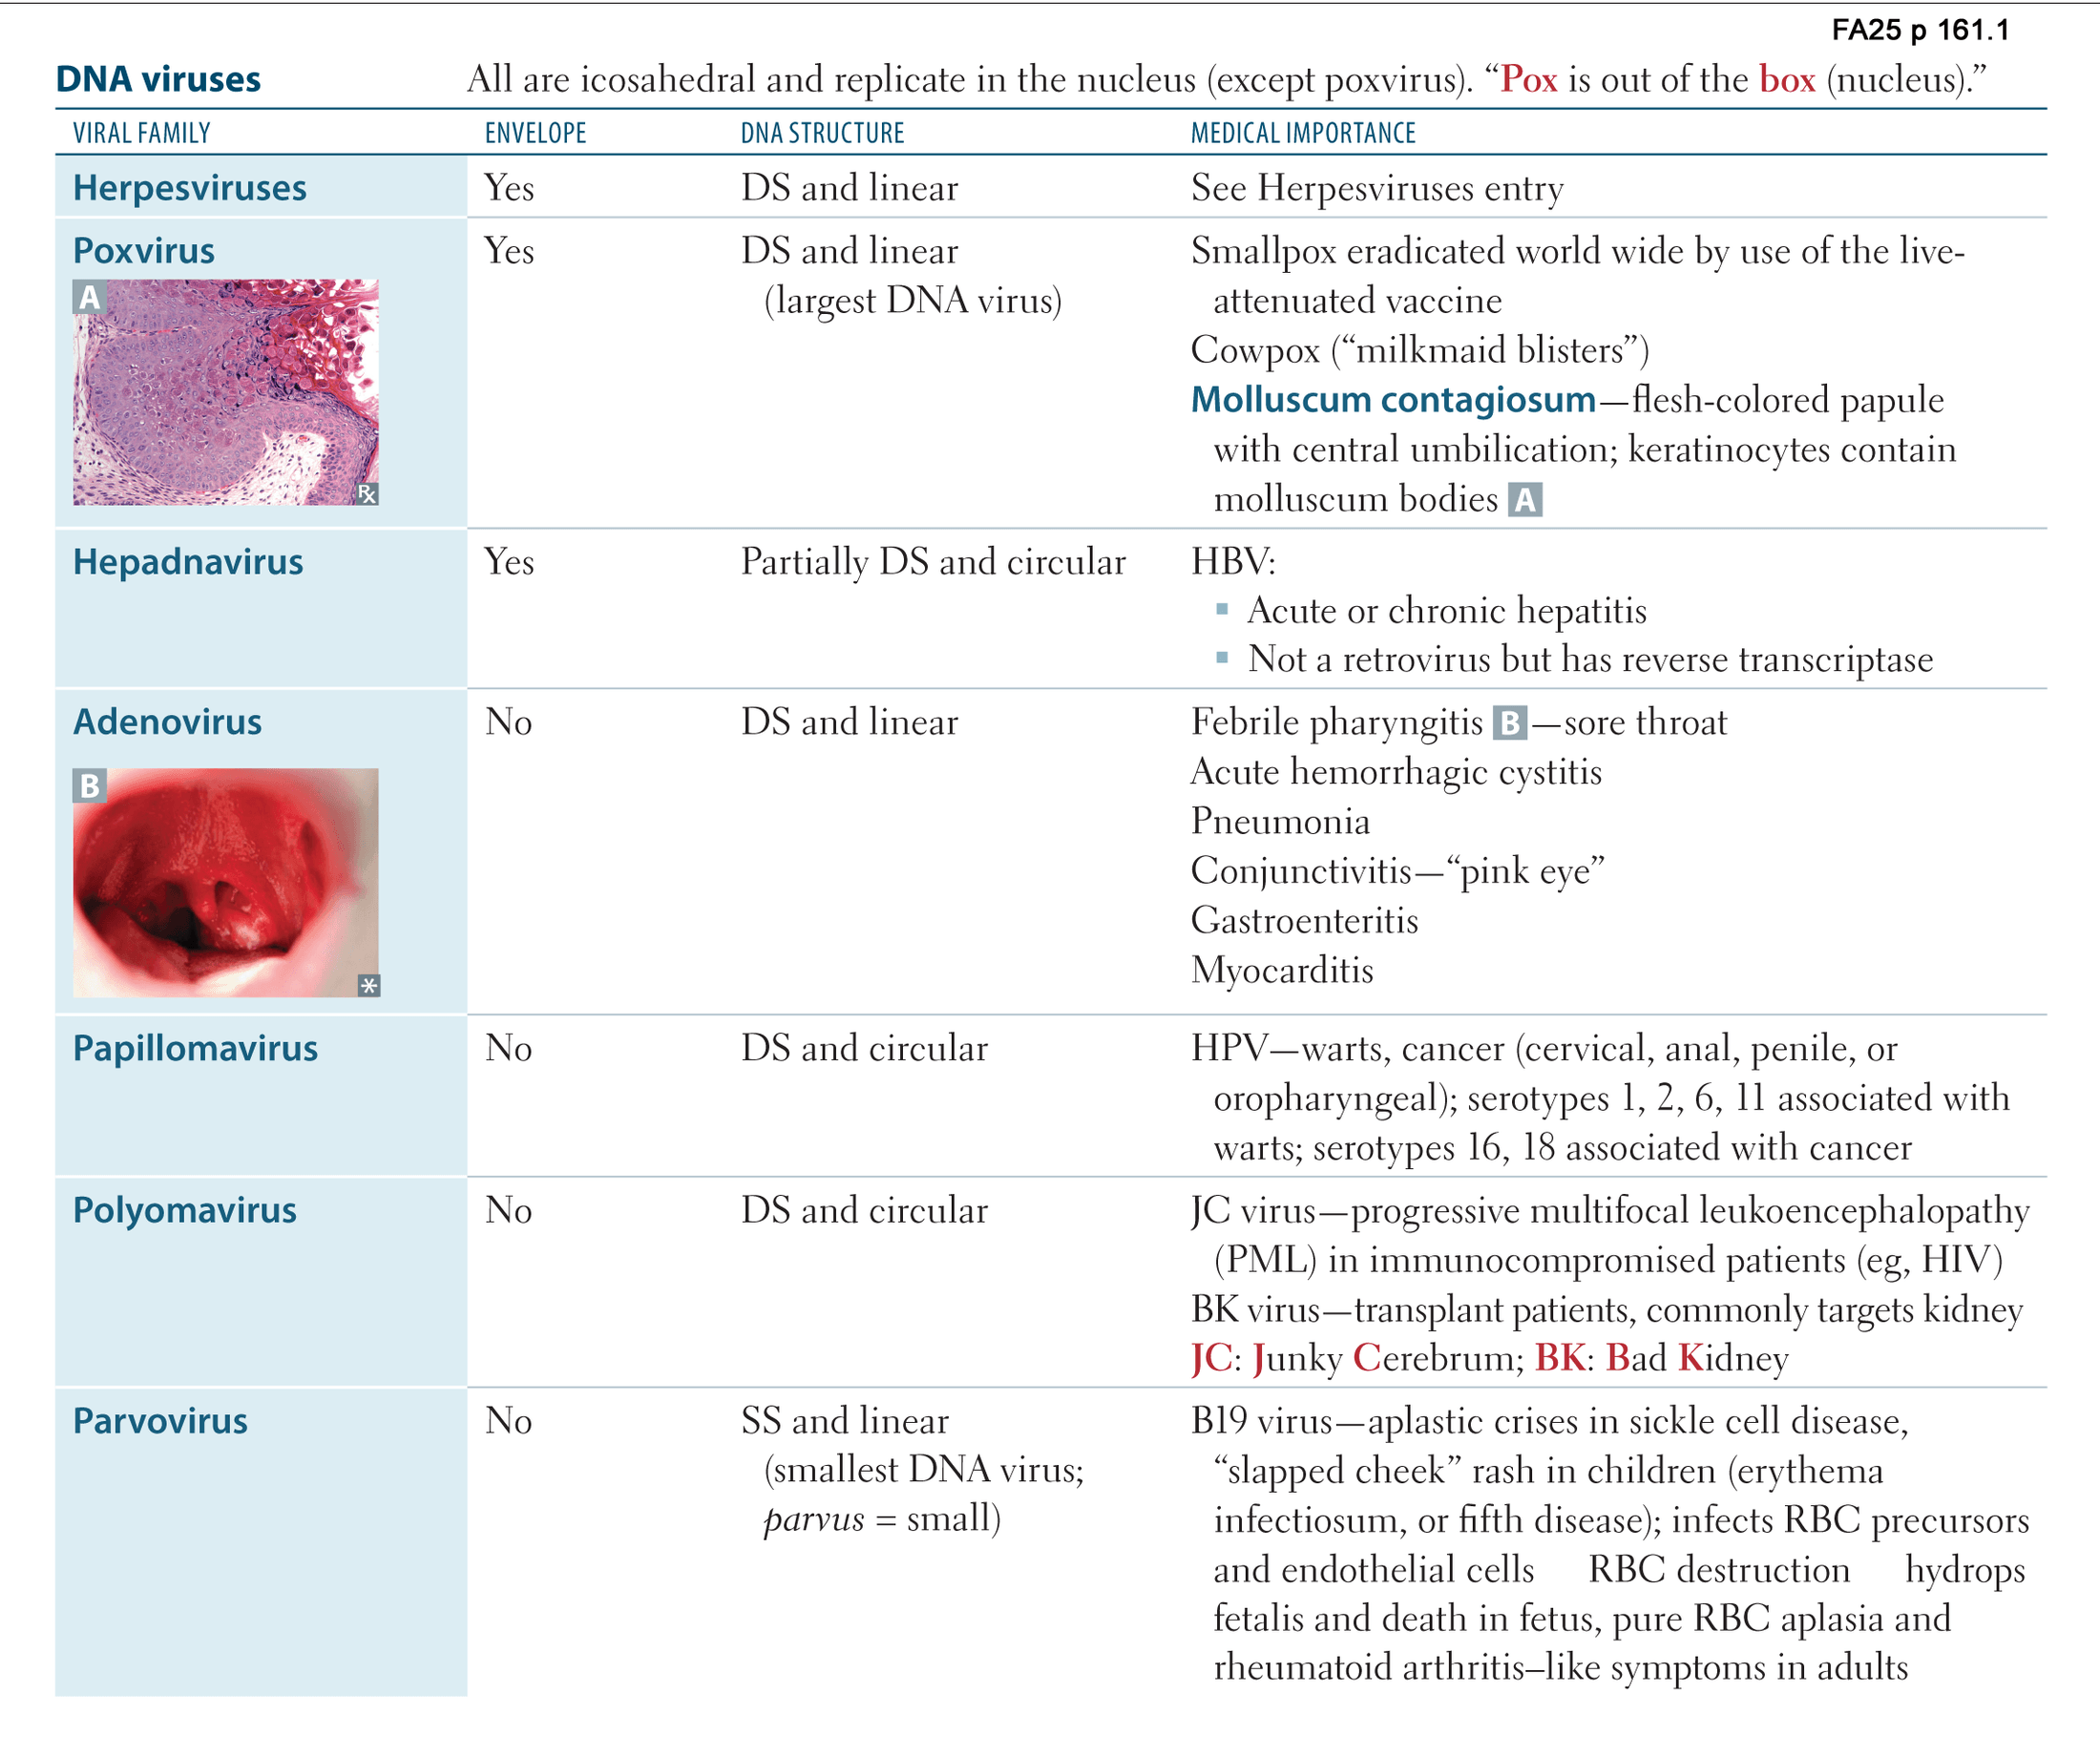 FA25 p 161.1
DNA viruses All are icosahedral and replicate in the nucleus (except poxvirus). “Pox is out of the box (nucleus).”
VIRAL FAMILY ENVELOPE DNA STRUCTURE MEDICAL IMPORTANCE
Herpesviruses Yes DS and linear See Herpesviruses entry
Poxvirus Yes DS and linear Smallpox eradicated world wide by use of the live-
A (largest DNA virus) attenuated vaccine
Cowpox (“milkmaid blisters”)
Molluscum contagiosum—flesh-colored papule
with central umbilication; keratinocytes contain
Rx molluscum bodies A
Hepadnavirus Yes Partially DS and circular HBV:
▪ Acute or chronic hepatitis
▪ Not a retrovirus but has reverse transcriptase
Adenovirus No DS and linear Febrile pharyngitis B—sore throat
B Acute hemorrhagic cystitis
Pneumonia
Conjunctivitis—“pink eye”
Gastroenteritis
* Myocarditis
Papillomavirus No DS and circular HPV—warts, cancer (cervical, anal, penile, or
oropharyngeal); serotypes 1, 2, 6, 11 associated with
warts; serotypes 16, 18 associated with cancer
Polyomavirus No DS and circular JC virus—progressive multifocal leukoencephalopathy
(PML) in immunocompromised patients (eg, HIV)
BK virus—transplant patients, commonly targets kidney
JC: Junky Cerebrum; BK: Bad Kidney
Parvovirus No SS and linear B19 virus—aplastic crises in sickle cell disease,
(smallest DNA virus; “slapped cheek” rash in children (erythema
parvus = small) infectiosum, or fifth disease); infects RBC precursors
and endothelial cells RBC destruction hydrops
fetalis and death in fetus, pure RBC aplasia and
rheumatoid arthritis–like symptoms in adults